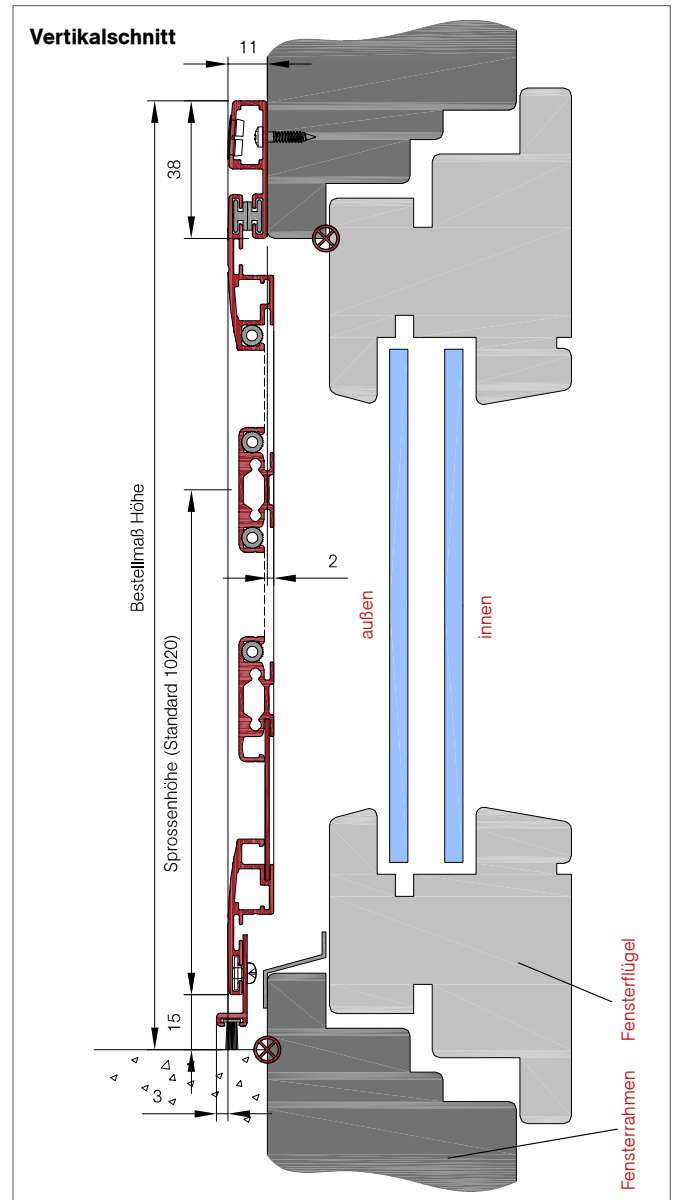 Vertikalschnitt
11
38
Bestellmaß Höhe
Sprossenhöhe (Standard 1020)
2
außen
innen
15
3
Fensterflügel
Fensterrahmen